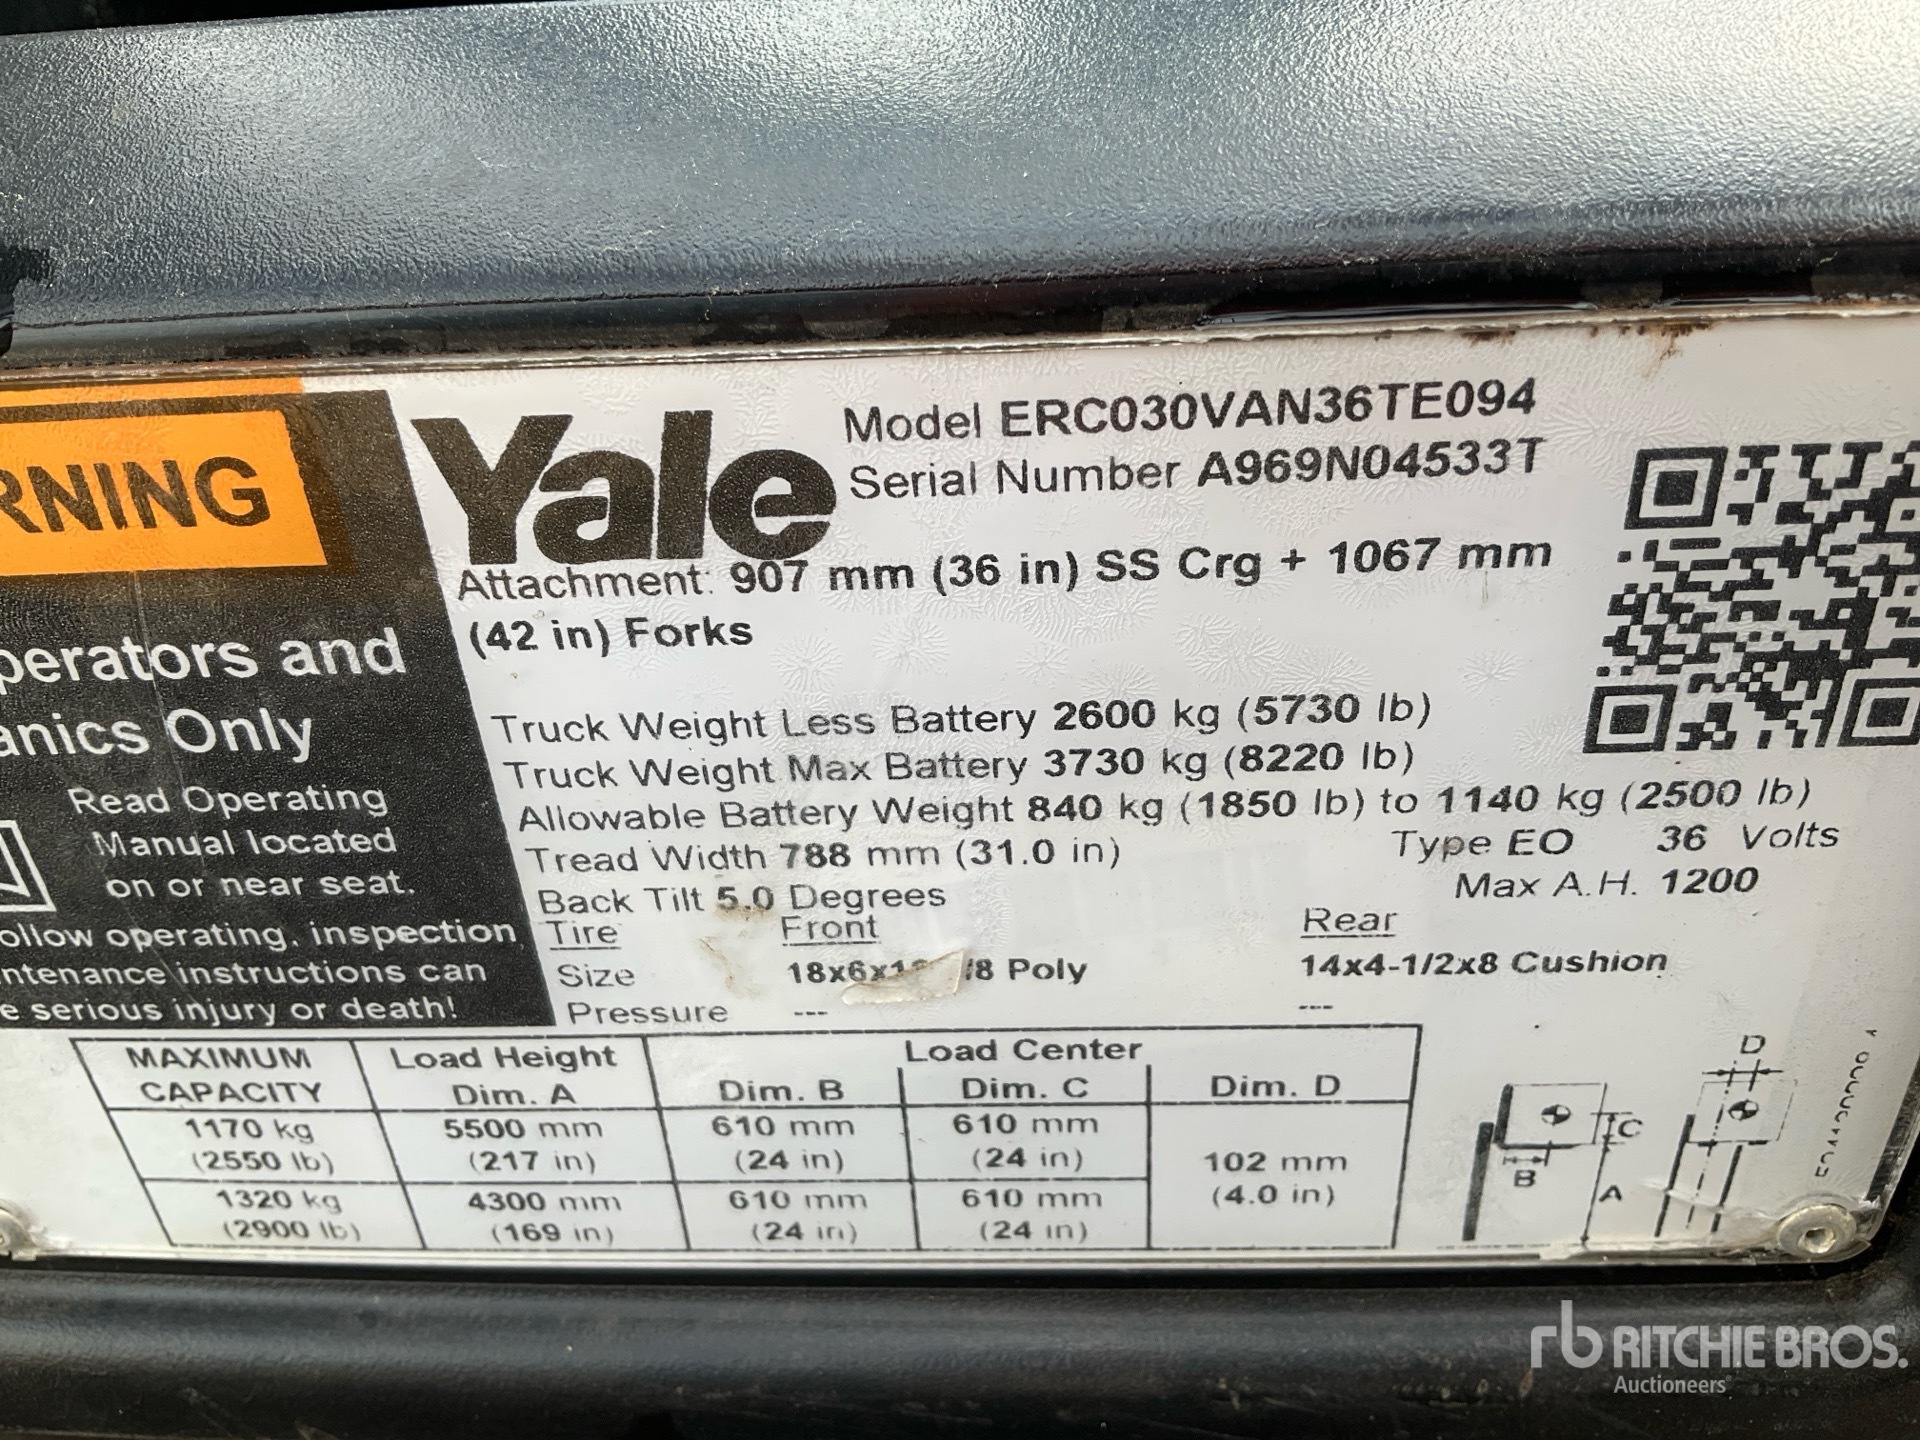 RNING
perators and
anics Only
Read Operating
Manual located
on or near seat.
ollow operating, inspection,
ntenance instructions can
e serious injury or death!
Yale
Model ERC030VAN36TE094
Serial Number A969N04533T
Attachment: 907 mm (36 in) SS Crg + 1067 mm
(42 in) Forks
Truck Weight Less Battery 2600 kg (5730 lb)
Truck Weight Max Battery 3730 kg (8220 lb)
Allowable Battery Weight 840 kg (1850 lb) to 1140 kg (2500 lb)
Tread Width 788 mm (31.0 in) Type EO 36 Volts
Back Tilt 5.0 Degrees Max A.H. 1200
Tire Front Rear
Size /8 Poly 14x4-1/2x8 Cushion
Pressure --- ---
MAXIMUM CAPACITY Load Height Dim. A Load Center
Dim. B Dim. C Dim. D
1170 kg 5500 mm 610 mm 610 mm
(2550 lb) (217 in) (24 in) (24 in)
102 mm
(4.0 in)
1320 kg 4300 mm 610 mm 610 mm
(2900 lb) (169 in) (24 in) (24 in)
D
C
B
A
rb RITCHIE BROS.
Auctioneers